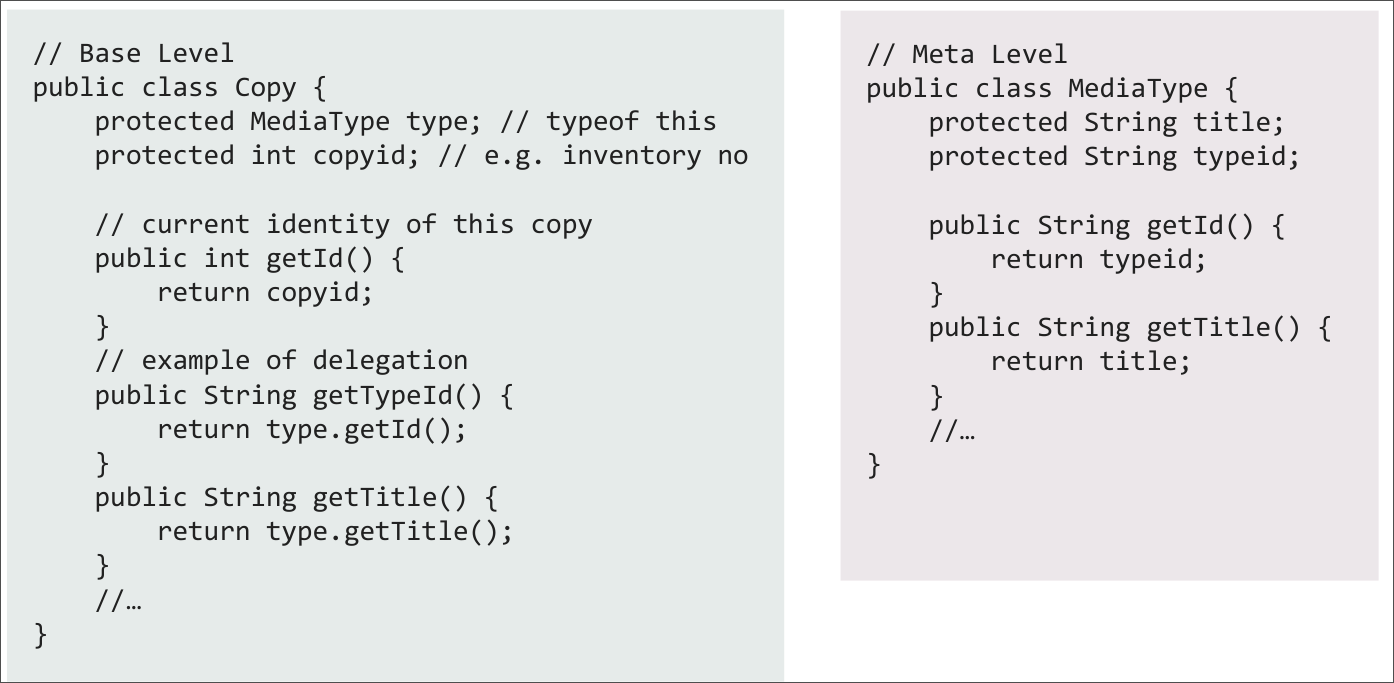 // Base Level
public class Copy {
    protected MediaType type; // typeof this
    protected int copyid; // e.g. inventory no

    // current identity of this copy
    public int getId() {
        return copyid;
    }
    // example of delegation
    public String getTypeId() {
        return type.getId();
    }
    public String getTitle() {
        return type.getTitle();
    }
    //…
}
// Meta Level
public class MediaType {
    protected String title;
    protected String typeid;

    public String getId() {
        return typeid;
    }
    public String getTitle() {
        return title;
    }
    //…
}